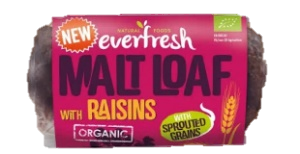 NEW
NATURAL FOODS
everfresh
MALT LOAF
WITH RAISINS
ORGANIC
WITH
SPROUTED
GRAINS